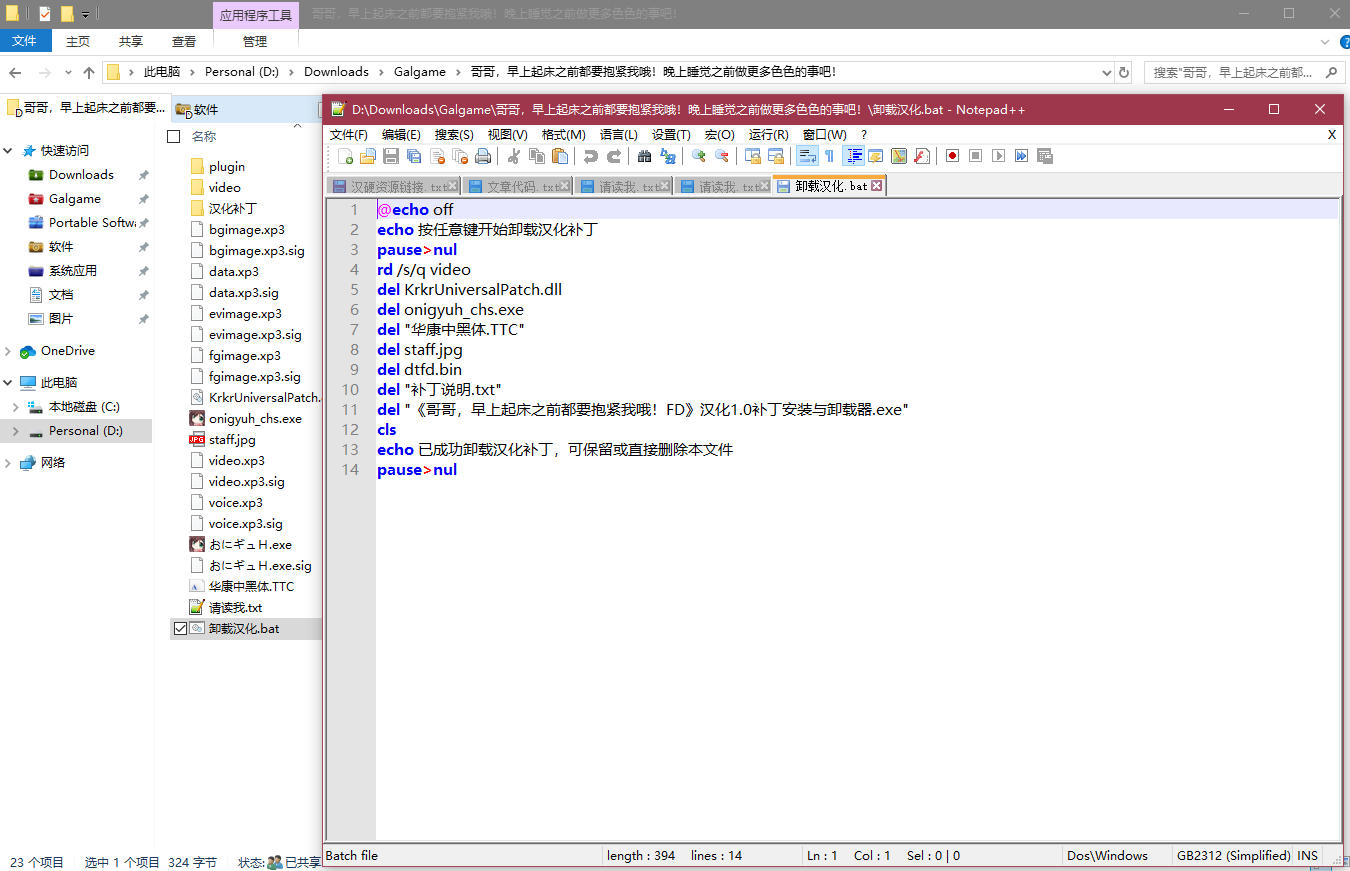 应用程序工具
哥哥，早上起床之前都要抱紧我哦！晚上睡觉之前做更多色色的事吧！
文件 主页 共享 查看 管理
此电脑 Personal (D:) Downloads Galgame 哥哥，早上起床之前都要抱紧我哦！晚上睡觉之前做更多色色的事吧！
搜索"哥哥，早上起床之前都...
哥哥，早上起床之前都要...
快速访问
Downloads
Galgame
Portable Softwa
软件
系统应用
文档
图片
OneDrive
此电脑
本地磁盘 (C:)
Personal (D:)
网络
软件
名称
plugin
video
汉化补丁
bgimage.xp3
bgimage.xp3.sig
data.xp3
data.xp3.sig
evimage.xp3
evimage.xp3.sig
fgimage.xp3
fgimage.xp3.sig
KrkrUniversalPatch.
onigyuh_chs.exe
staff.jpg
video.xp3
video.xp3.sig
voice.xp3
voice.xp3.sig
おにギュH.exe
おにギュH.exe.sig
华康中黑体.TTC
请读我.txt
卸载汉化.bat
D:\Downloads\Galgame\哥哥，早上起床之前都要抱紧我哦！晚上睡觉之前做更多色色的事吧！\卸载汉化.bat - Notepad++
文件(F) 编辑(E) 搜索(S) 视图(V) 格式(M) 语言(L) 设置(T) 宏(O) 运行(R) 窗口(W) ? X
汉硬资源链接.txt 文章代码.txt 请读我.txt 请读我.txt 卸载汉化.bat
1 @echo off
2 echo 按任意键开始卸载汉化补丁
3 pause>nul
4 rd /s/q video
5 del KrkrUniversalPatch.dll
6 del onigyuh_chs.exe
7 del "华康中黑体.TTC"
8 del staff.jpg
9 del dtfd.bin
10 del "补丁说明.txt"
11 del "《哥哥，早上起床之前都要抱紧我哦！FD》汉化1.0补丁安装与卸载器.exe"
12 cls
13 echo 已成功卸载汉化补丁，可保留或直接删除本文件
14 pause>nul
Batch file length : 394 lines : 14 Ln : 1 Col : 1 Sel : 0 | 0 Dos\Windows GB2312 (Simplified) INS
23 个项目 选中 1 个项目 324 字节 状态: 已共享